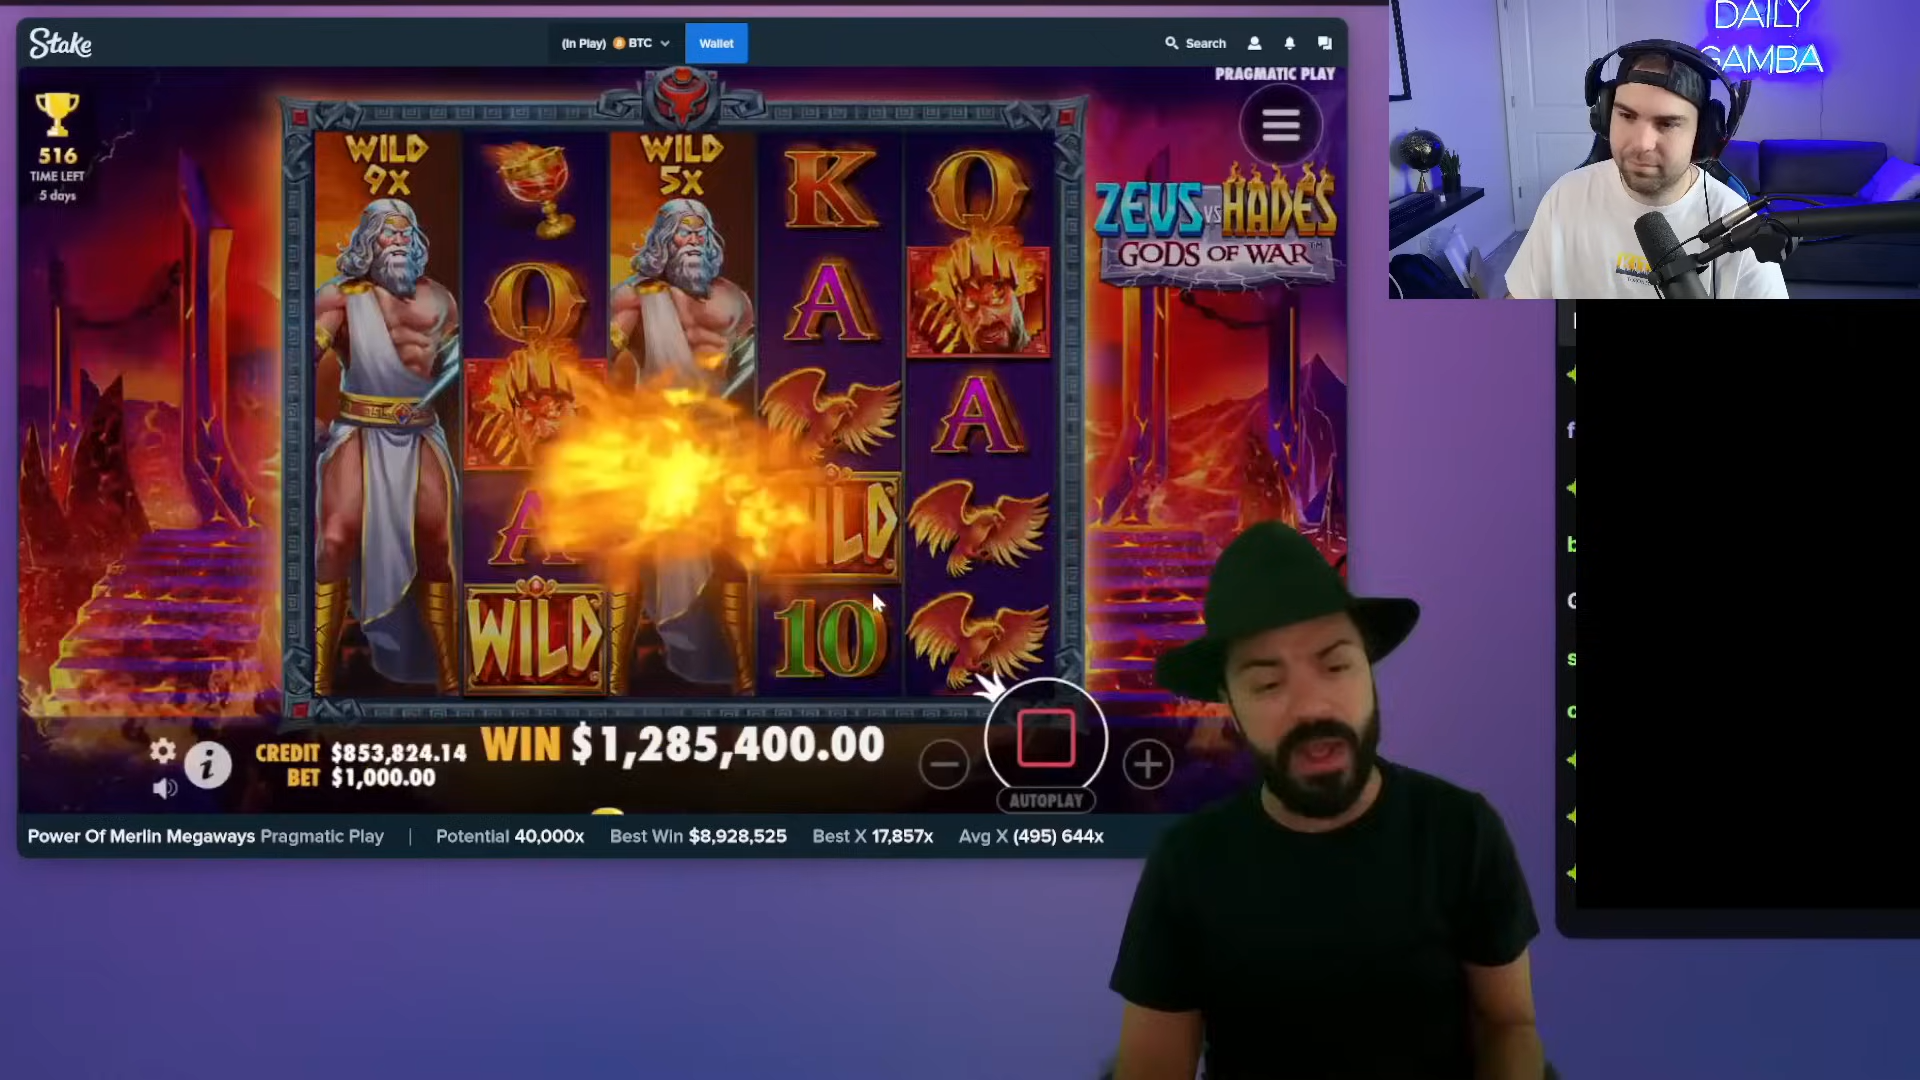 Stake
(In Play) BTC
Wallet
Search
DAILY
GAMBA
PRAGMATIC PLAY
516
TIME LEFT
5 days
WILD
9X
WILD
5X
K
Q
ZEUS VS HADES
GODS OF WAR™
Q
A
A
A
WILD
WILD
10
CREDIT $853,824.14
BET $1,000.00
WIN $1,285,400.00
AUTOPLAY
Power Of Merlin Megaways Pragmatic Play | Potential 40,000x Best Win $8,928,525 Best X 17,857x Avg X (495) 644x